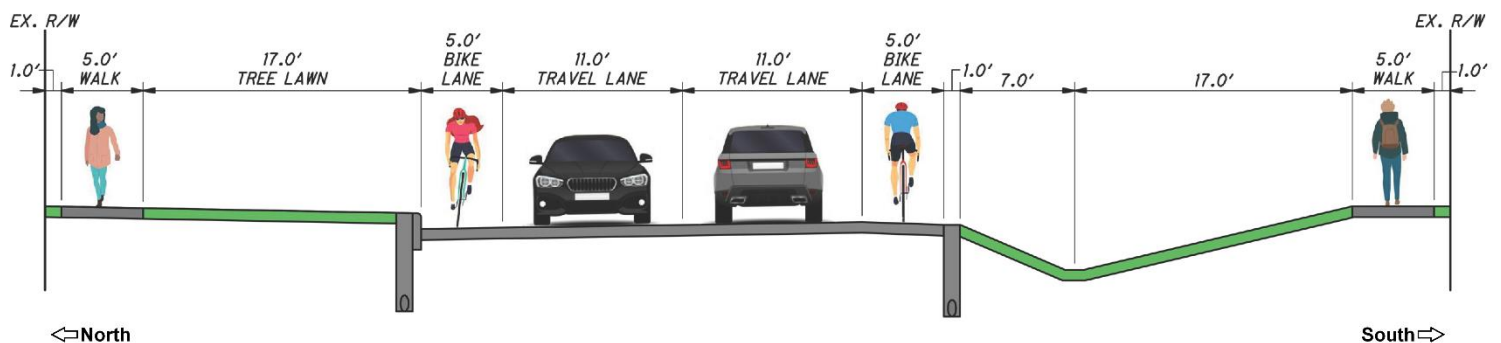 EX. R/W
EX. R/W
1.0'
5.0'
WALK
17.0'
TREE LAWN
5.0'
BIKE
LANE
11.0'
TRAVEL LANE
11.0'
TRAVEL LANE
5.0'
BIKE
LANE
1.0'
7.0'
17.0'
5.0'
WALK
1.0'
North
South